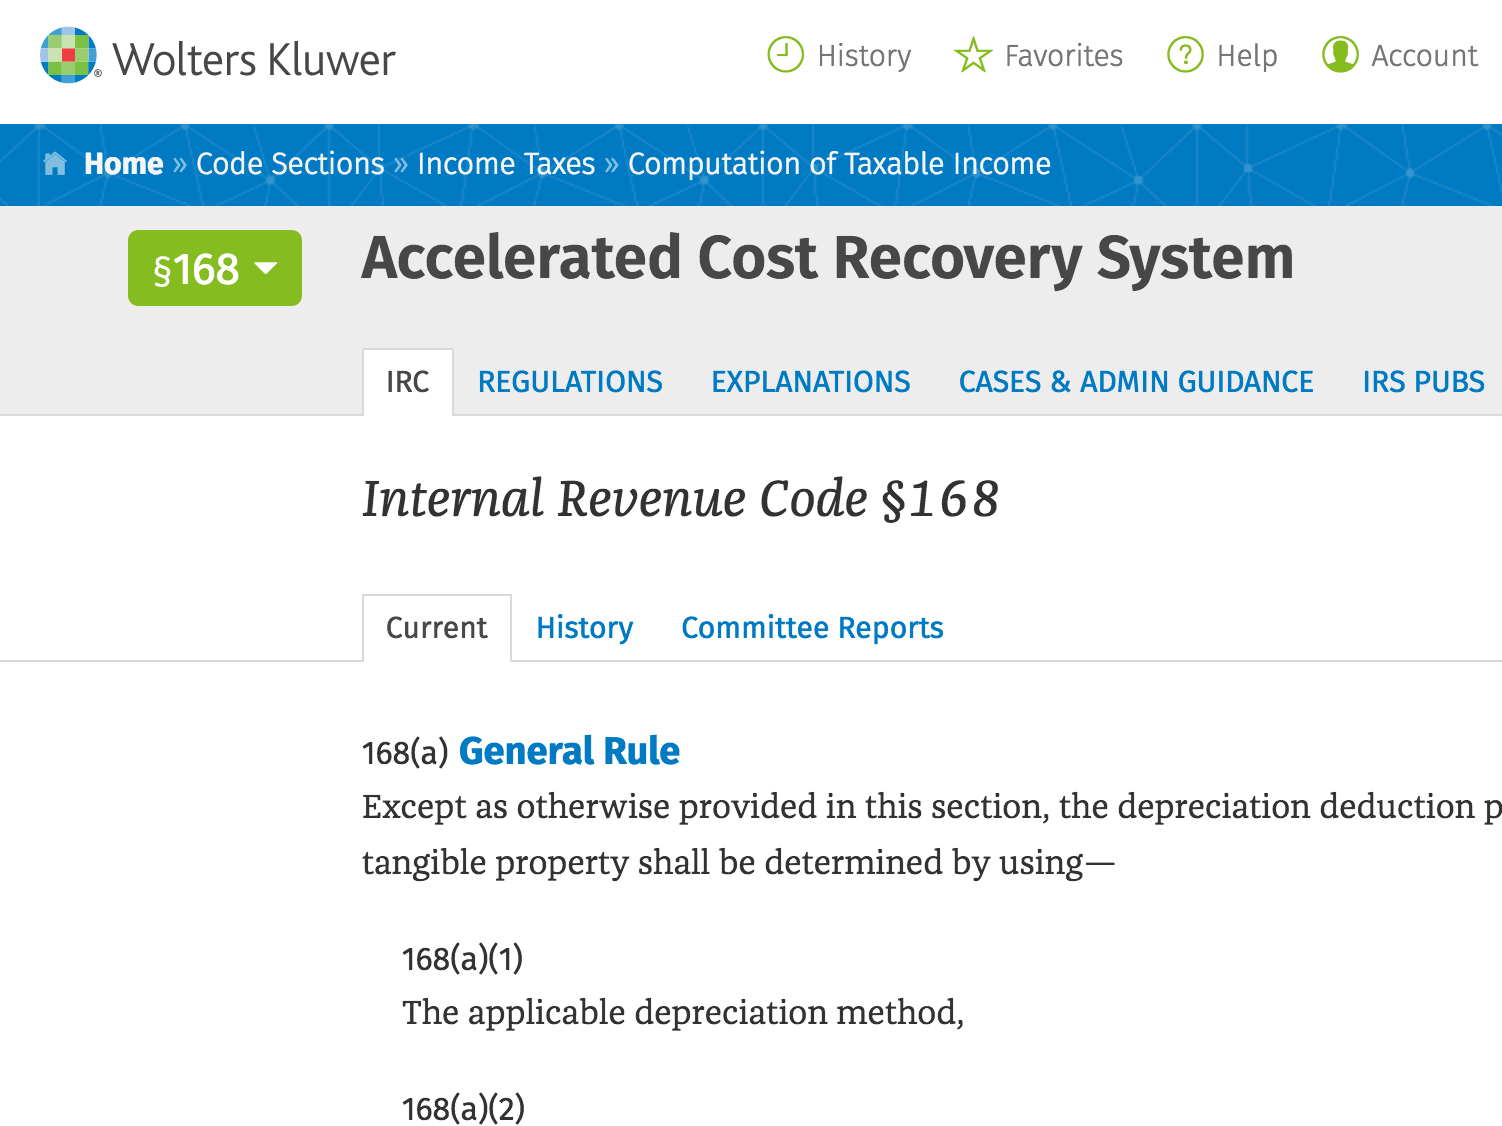 Wolters Kluwer
History Favorites Help Account
Home » Code Sections » Income Taxes » Computation of Taxable Income
§168 Accelerated Cost Recovery System
IRC REGULATIONS EXPLANATIONS CASES & ADMIN GUIDANCE IRS PUBS
Internal Revenue Code §168
Current History Committee Reports
168(a) General Rule
Except as otherwise provided in this section, the depreciation deduction p
tangible property shall be determined by using—
168(a)(1)
The applicable depreciation method,
168(a)(2)